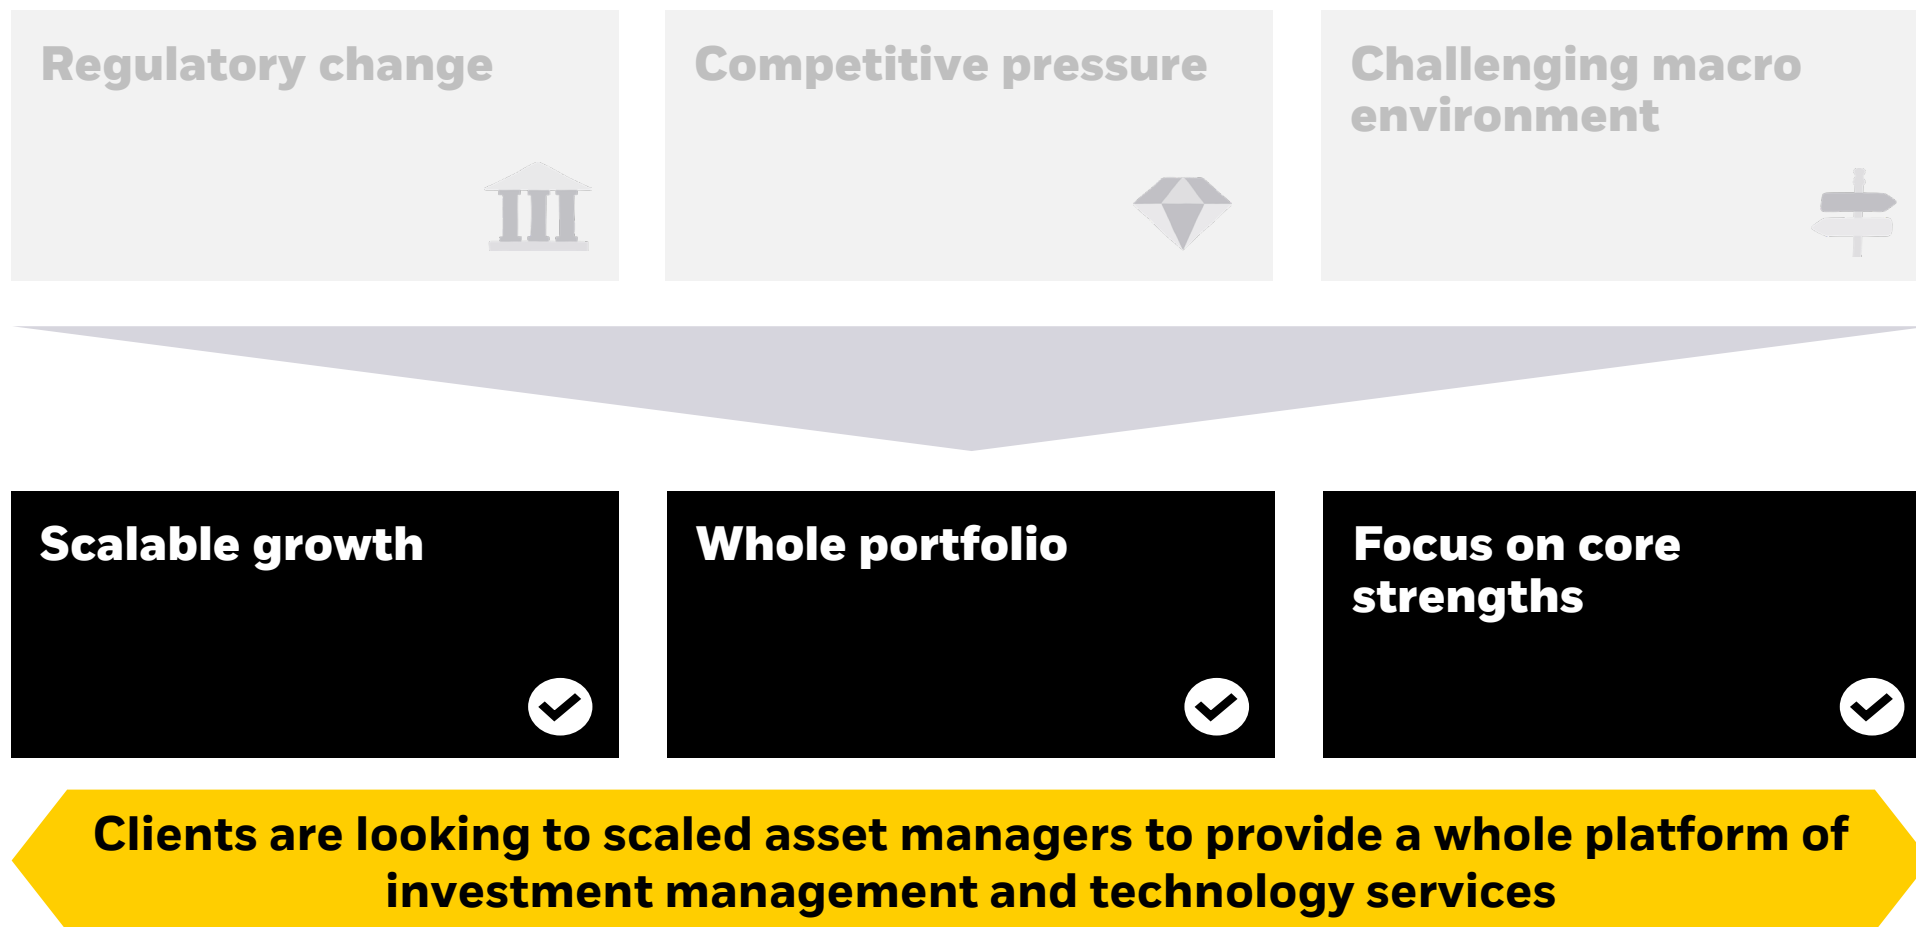 Regulatory change
Competitive pressure
Challenging macro
environment
Scalable growth
Whole portfolio
Focus on core
strengths
Clients are looking to scaled asset managers to provide a whole platform of
investment management and technology services